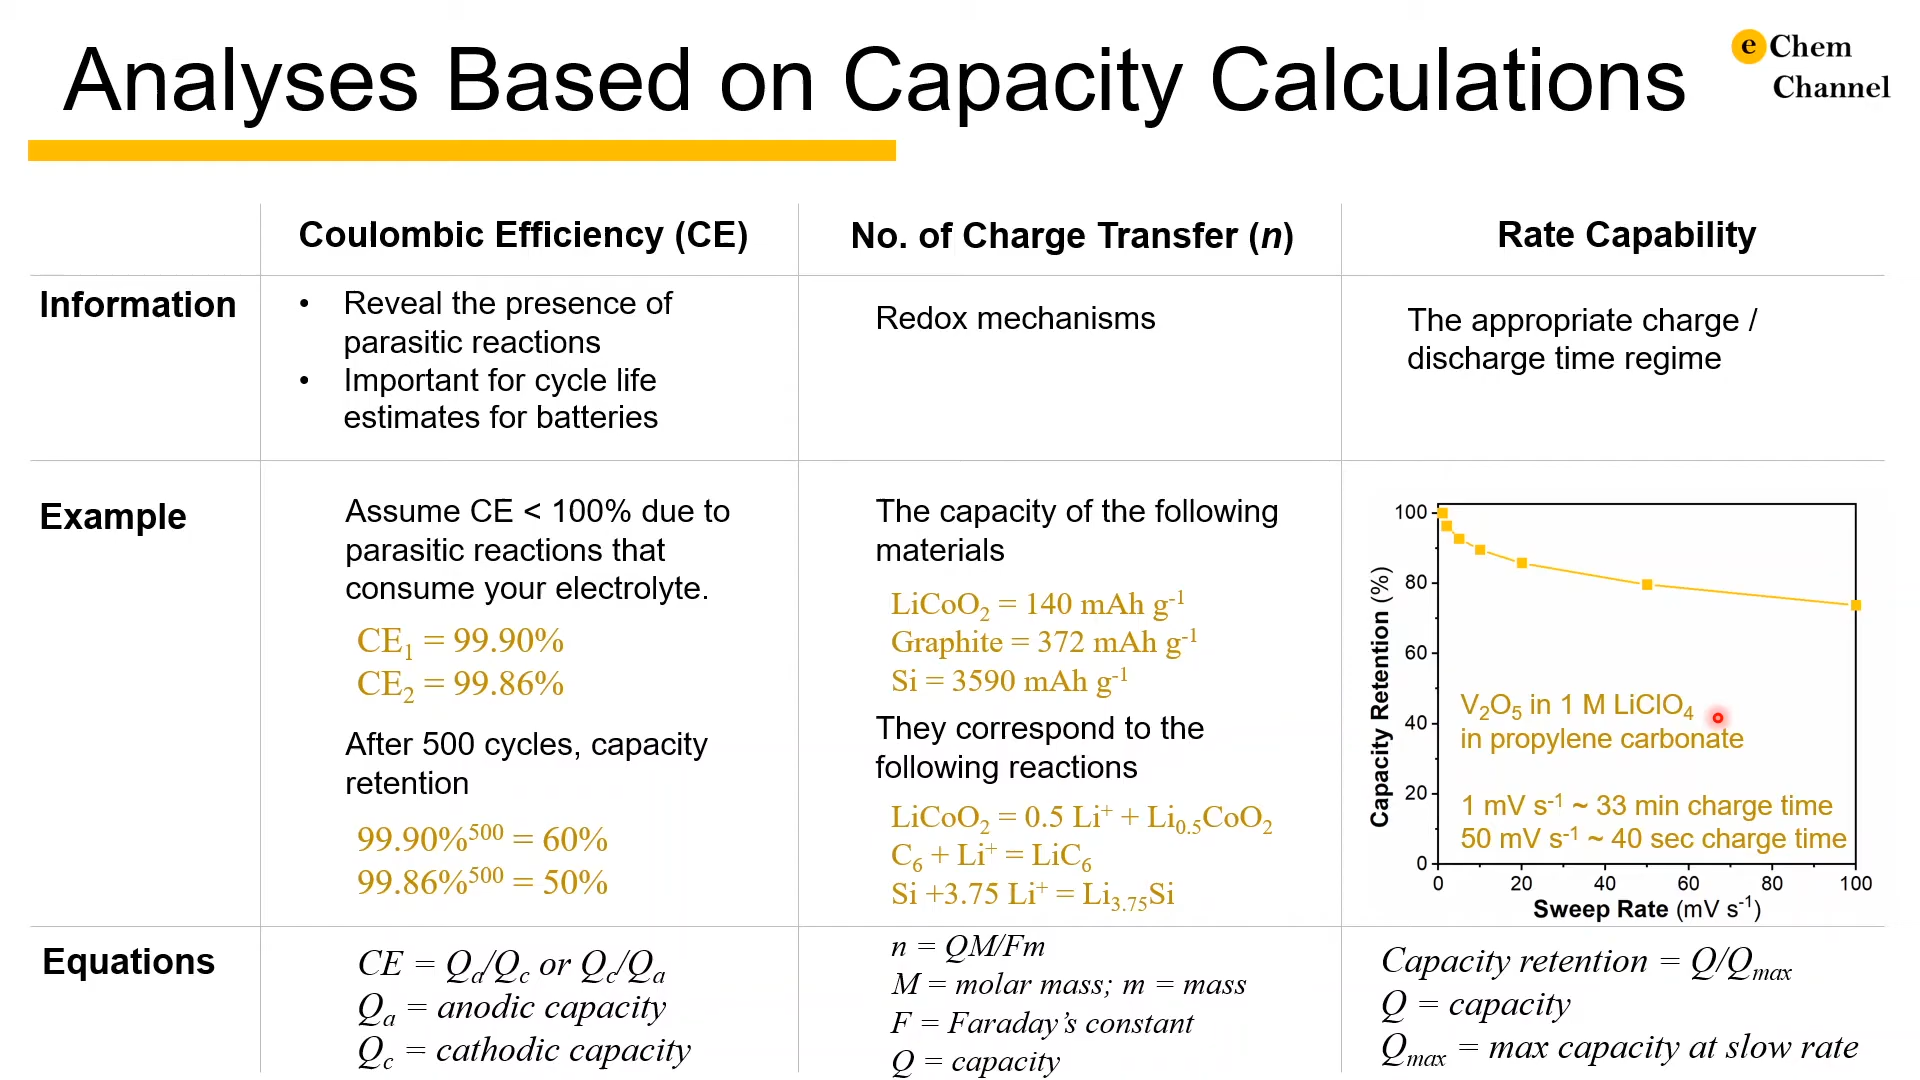 Analyses Based on Capacity Calculations
e Chem
Channel
Coulombic Efficiency (CE)
No. of Charge Transfer (n)
Rate Capability
Information
• Reveal the presence of
parasitic reactions
• Important for cycle life
estimates for batteries
Redox mechanisms
The appropriate charge /
discharge time regime
Example
Assume CE < 100% due to
parasitic reactions that
consume your electrolyte.
CE₁ = 99.90%
CE₂ = 99.86%
After 500 cycles, capacity
retention
99.90%⁵⁰⁰ = 60%
99.86%⁵⁰⁰ = 50%
The capacity of the following
materials
LiCoO₂ = 140 mAh g⁻¹
Graphite = 372 mAh g⁻¹
Si = 3590 mAh g⁻¹
They correspond to the
following reactions
LiCoO₂ = 0.5 Li⁺ + Li₀.₅CoO₂
C₆ + Li⁺ = LiC₆
Si +3.75 Li⁺ = Li₃.₇₅Si
Capacity Retention (%)
100
80
60
40
20
0
V₂O₅ in 1 M LiClO₄
in propylene carbonate
1 mV s⁻¹ ~ 33 min charge time
50 mV s⁻¹ ~ 40 sec charge time
0 20 40 60 80 100
Sweep Rate (mV s⁻¹)
Equations
CE = Qₐ/Q_c or Q_c/Qₐ
Qₐ = anodic capacity
Q_c = cathodic capacity
n = QM/Fm
M = molar mass; m = mass
F = Faraday's constant
Q = capacity
Capacity retention = Q/Qₘₐₓ
Q = capacity
Qₘₐₓ = max capacity at slow rate